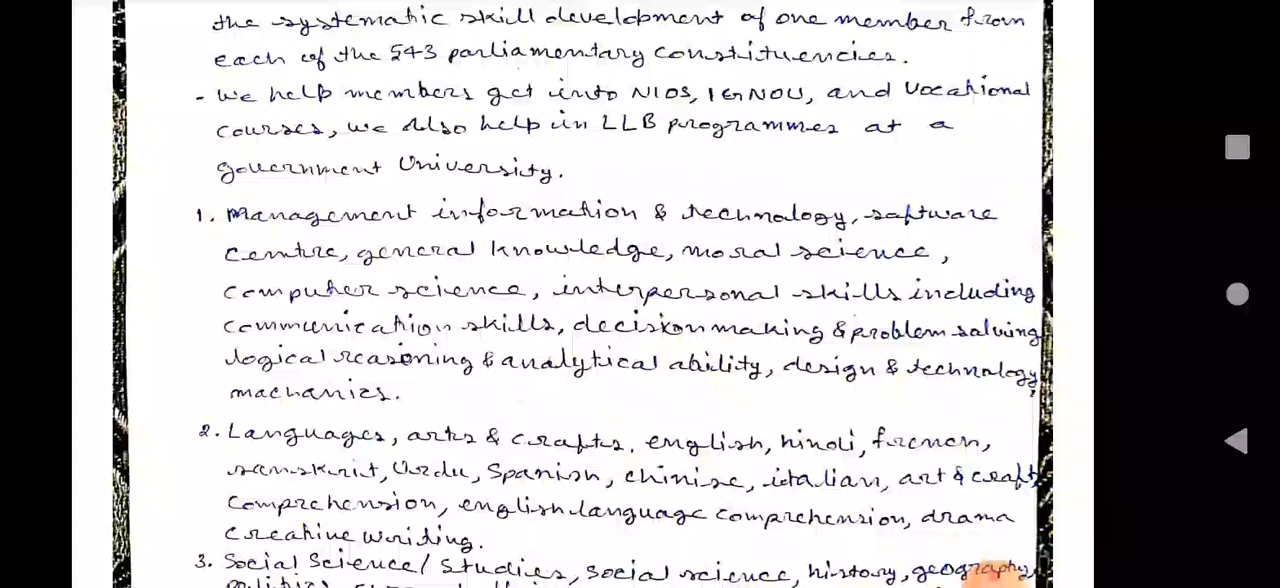 the systematic skill development of one member from
each of the 543 parliamentary constituencies.
- We help members get into NIOS, IGNOU, and Vocational
courses, we also help in LLB programmes at a
government University.
1. Management information & technology, software
centre, general knowledge, moral science,
computer science, interpersonal skills including
communication skills, decision making & problem solving
logical reasoning & analytical ability, design & technology,
machanics.
2. Languages, arts & crafts, english, hindi, french,
sanskrit, Urdu, Spanish, chinise, italian, art & craft,
comprehension, english language comprehension, drama
creative writing.
3. Social Science/ Studies, social science, history, geography,